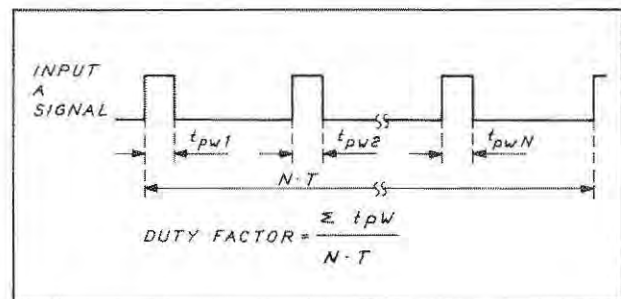 INPUT
A
SIGNAL
tpw1 tpw2 tpwN
N·T
DUTY FACTOR = Σ tpW
N·T